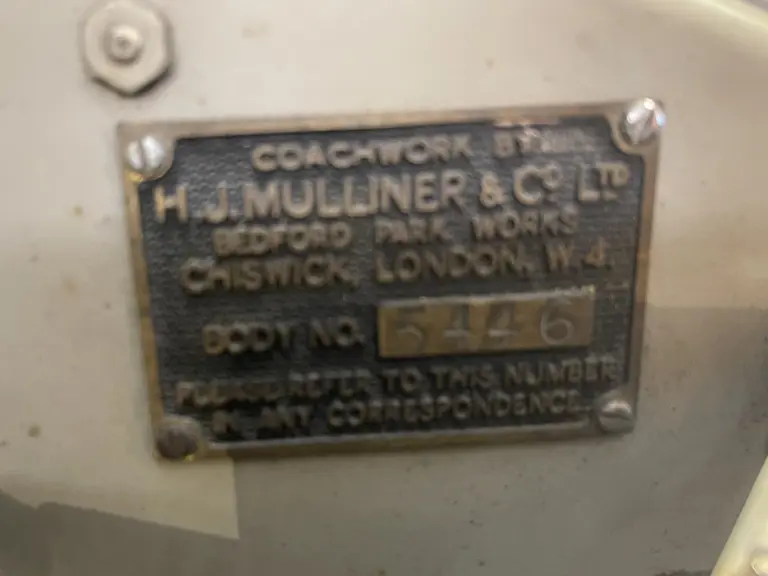 COACHWORK BY
H.J. MULLINER & Cº LTD
BEDFORD PARK WORKS
CHISWICK, LONDON, W.4.
BODY NO. 5446
PLEASE REFER TO THIS NUMBER
IN ANY CORRESPONDENCE.